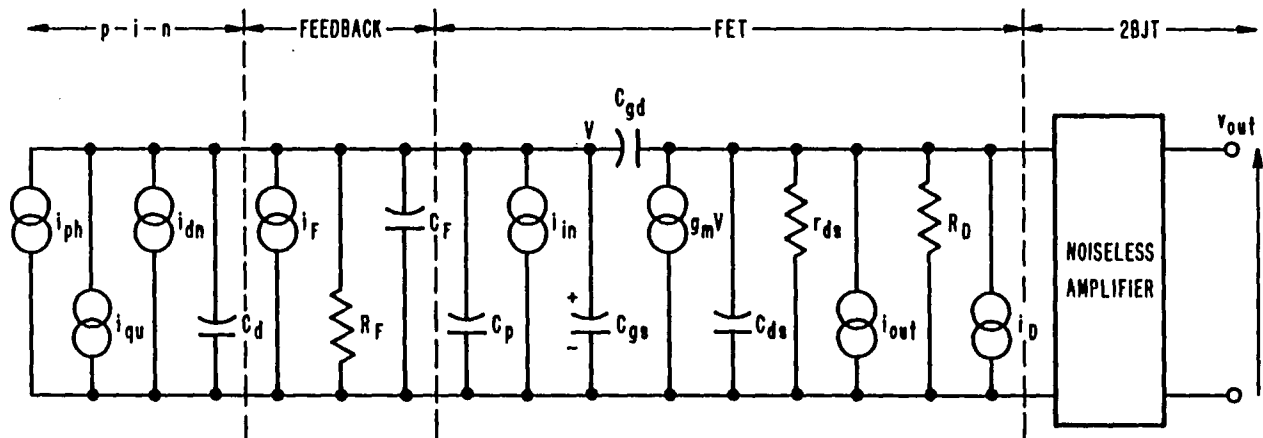 p-i-n FEEDBACK FET 2BJT
C_gd
V
v_out
i_ph i_dn i_F C_F i_in g_mV r_ds R_D
NOISELESS
AMPLIFIER
+
i_qu C_d R_F C_p C_gs C_ds i_out i_D
–